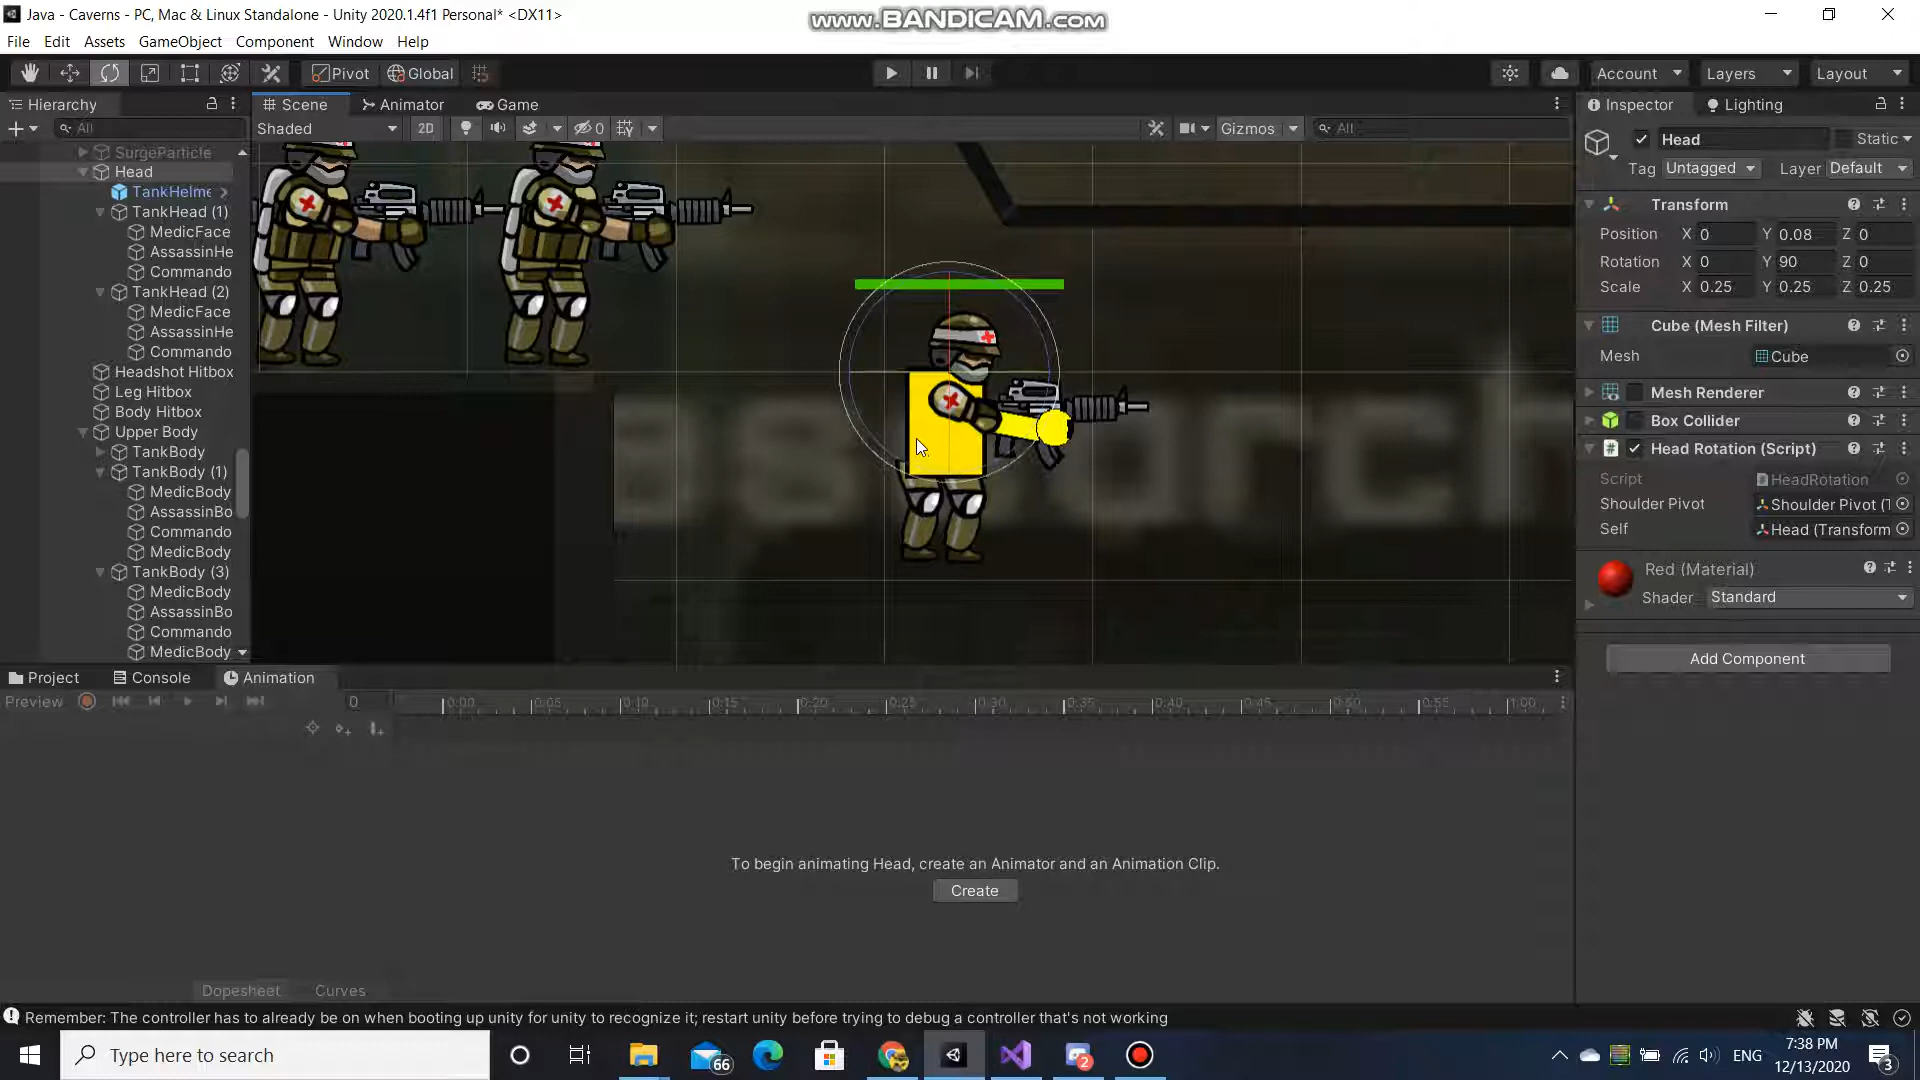 Java - Caverns - PC, Mac & Linux Standalone - Unity 2020.1.4f1 Personal* <DX11>
www.BANDICAM.com
File Edit Assets GameObject Component Window Help
Pivot Global Account Layers Layout
Hierarchy Scene Animator Game Inspector Lighting
All Shaded 2D 0 Gizmos All
SurgeParticle
Head
TankHelme
TankHead (1)
MedicFace
AssassinHe
Commando
TankHead (2)
MedicFace
AssassinHe
Commando
Headshot Hitbox
Leg Hitbox
Body Hitbox
Upper Body
TankBody
TankBody (1)
MedicBody
AssassinBo
Commando
MedicBody
TankBody (3)
MedicBody
AssassinBo
Commando
MedicBody
Head Static
Tag Untagged Layer Default
Transform
Position X 0 Y 0.08 Z 0
Rotation X 0 Y 90 Z 0
Scale X 0.25 Y 0.25 Z 0.25
Cube (Mesh Filter)
Mesh Cube
Mesh Renderer
Box Collider
Head Rotation (Script)
Script HeadRotation
Shoulder Pivot Shoulder Pivot (T
Self Head (Transform
Red (Material)
Shader Standard
Add Component
Project Console Animation
Preview 0 0:00 0:05 0:10 0:15 0:20 0:25 0:30 0:35 0:40 0:45 0:50 0:55 1:00
To begin animating Head, create an Animator and an Animation Clip.
Create
Dopesheet Curves
Remember: The controller has to already be on when booting up unity for unity to recognize it; restart unity before trying to debug a controller that's not working
Type here to search
66
2
ENG
7:38 PM
12/13/2020
3